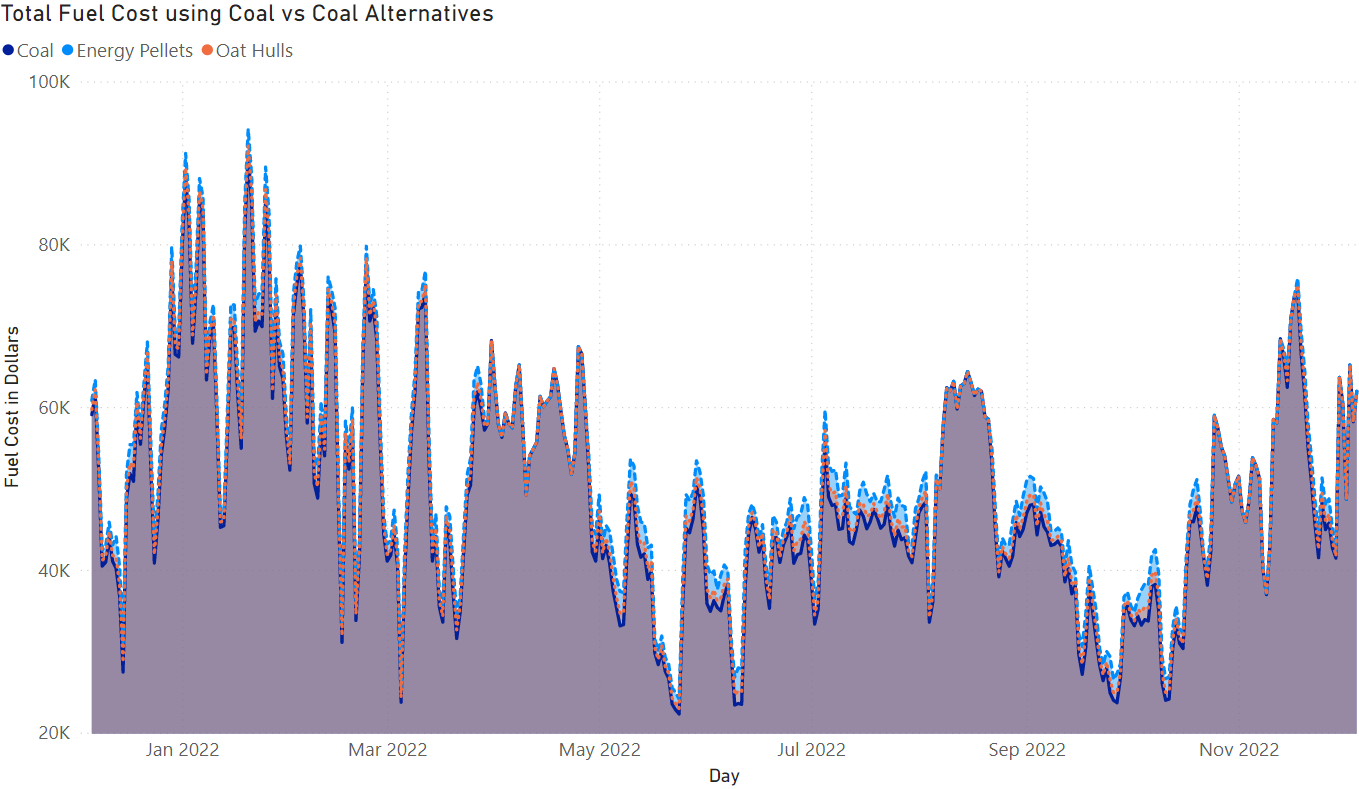 Total Fuel Cost using Coal vs Coal Alternatives
Coal Energy Pellets Oat Hulls
100K
80K
60K
40K
20K
Fuel Cost in Dollars
Jan 2022 Mar 2022 May 2022 Jul 2022 Sep 2022 Nov 2022
Day